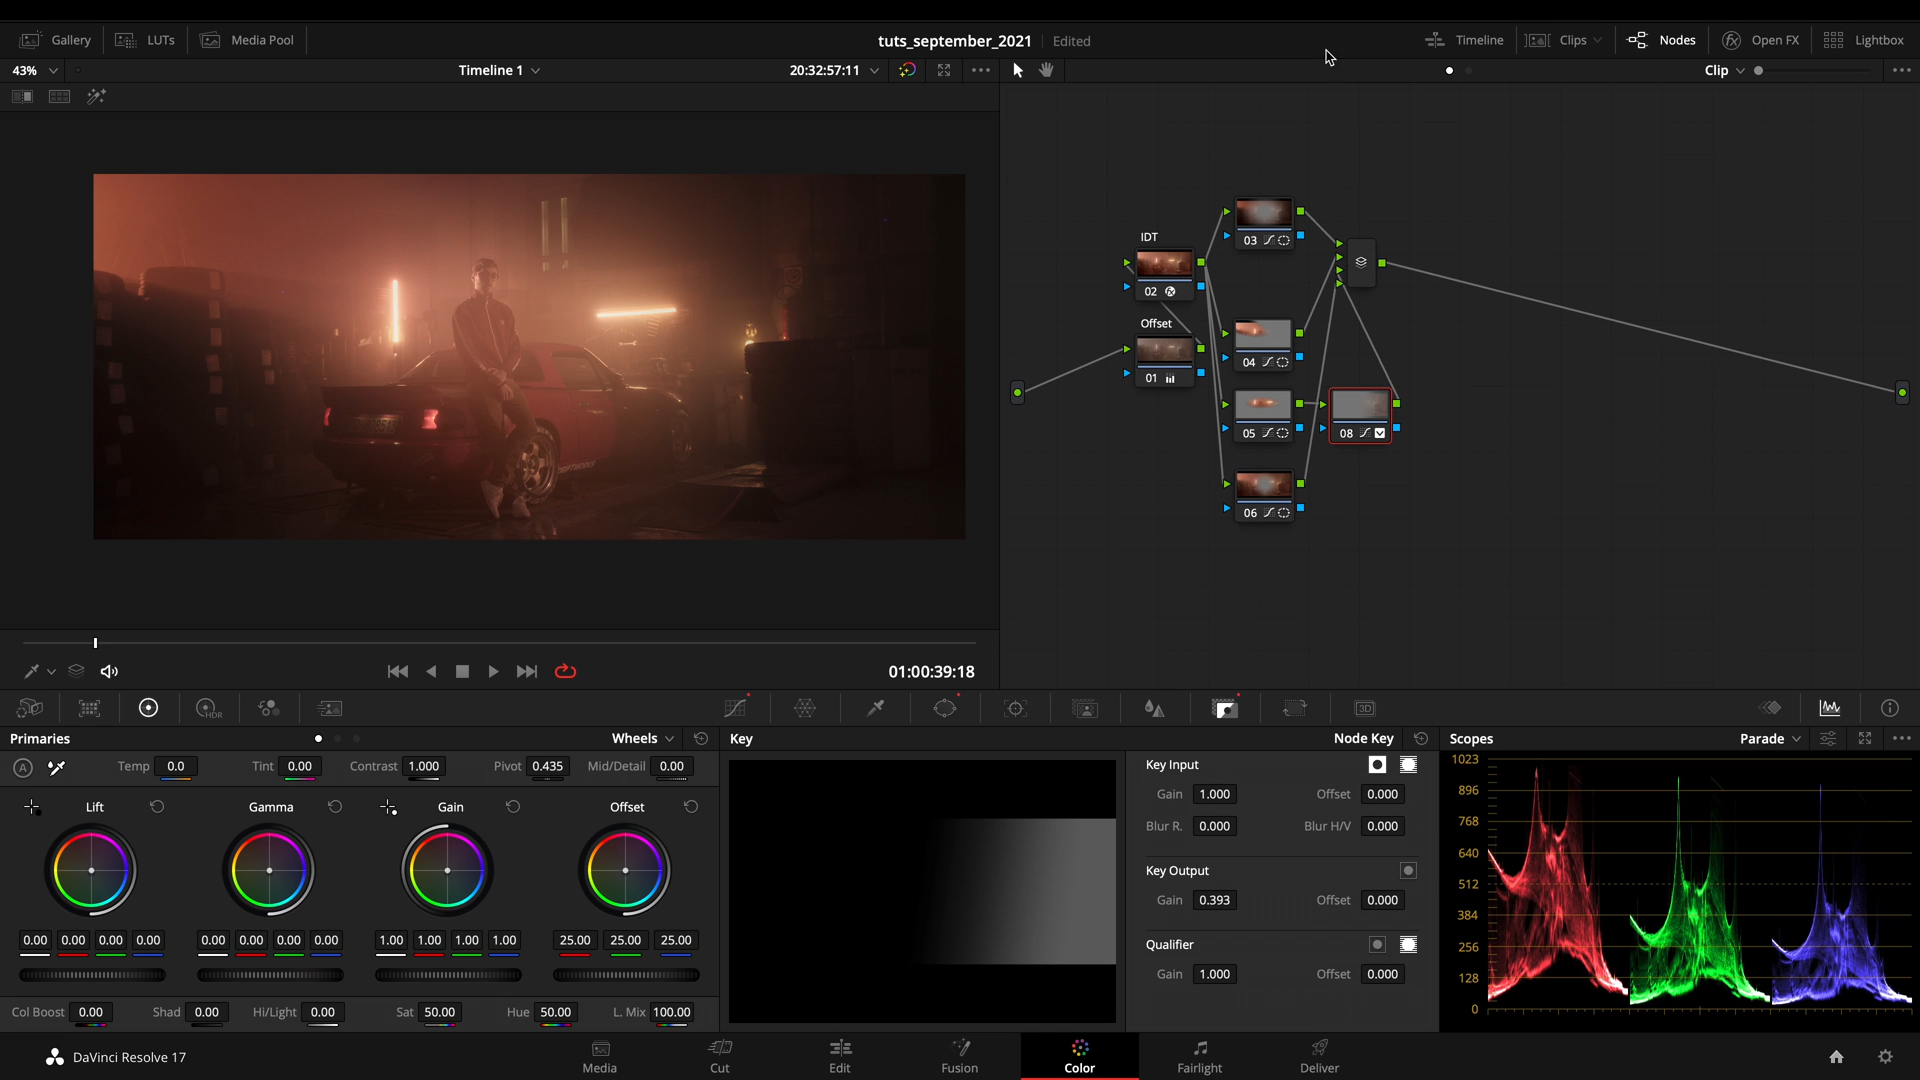 Gallery LUTs Media Pool tuts_september_2021 Edited Timeline Clips Nodes Open FX Lightbox
43% Timeline 1 20:32:57:11 Clip
IDT
02
Offset
01
03
04
05
08
06
01:00:39:18
HDR 3D
Primaries Wheels Key Node Key Scopes Parade
A Temp 0.0 Tint 0.00 Contrast 1.000 Pivot 0.435 Mid/Detail 0.00
Lift Gamma Gain Offset
0.00 0.00 0.00 0.00 0.00 0.00 0.00 0.00 1.00 1.00 1.00 1.00 25.00 25.00 25.00
Col Boost 0.00 Shad 0.00 Hi/Light 0.00 Sat 50.00 Hue 50.00 L. Mix 100.00
Key Input
Gain 1.000 Offset 0.000
Blur R. 0.000 Blur H/V 0.000
Key Output
Gain 0.393 Offset 0.000
Qualifier
Gain 1.000 Offset 0.000
1023
896
768
640
512
384
256
128
0
DaVinci Resolve 17 Media Cut Edit Fusion Color Fairlight Deliver